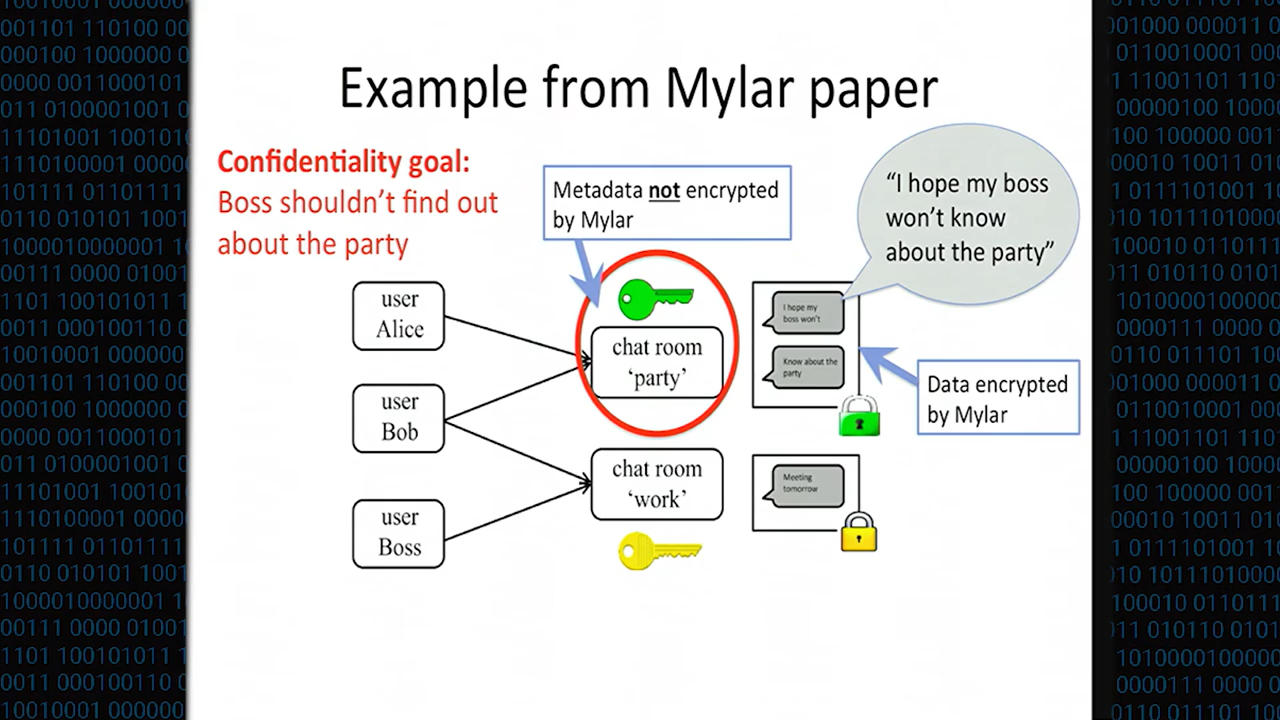 Example from Mylar paper
Confidentiality goal:
Boss shouldn’t find out
about the party
Metadata not encrypted
by Mylar
“I hope my boss
won’t know
about the party”
user
Alice
chat room
‘party’
I hope my
boss won’t
Know about the
party
Data encrypted
by Mylar
user
Bob
chat room
‘work’
Meeting
tomorrow
user
Boss